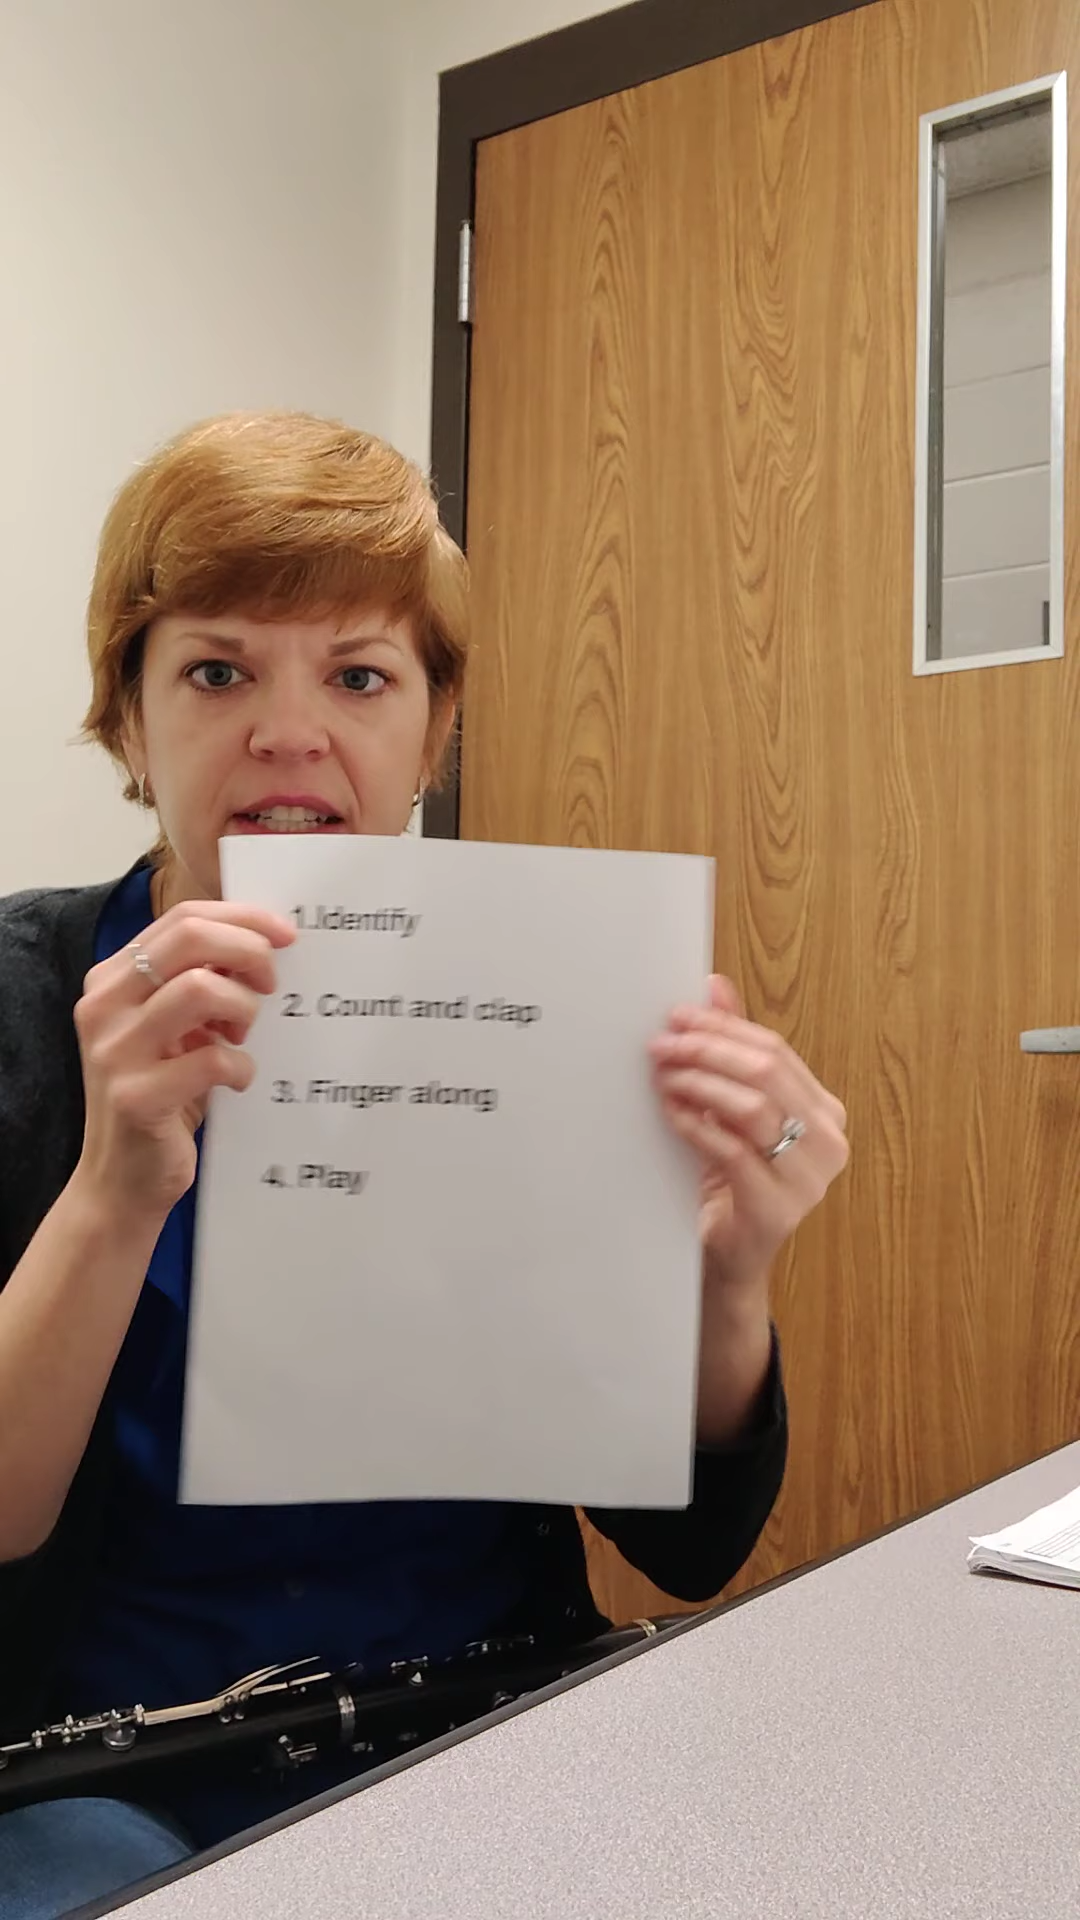 1.Identify
2. Count and clap
3. Finger along
4. Play